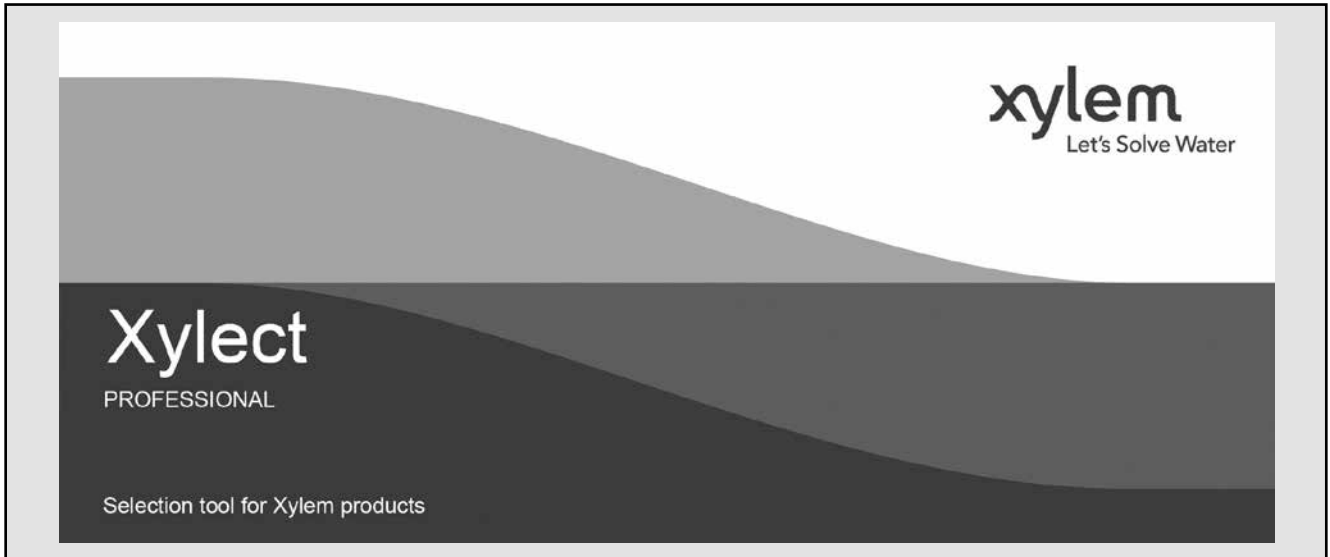 xylem
Let's Solve Water
Xylect
PROFESSIONAL
Selection tool for Xylem products